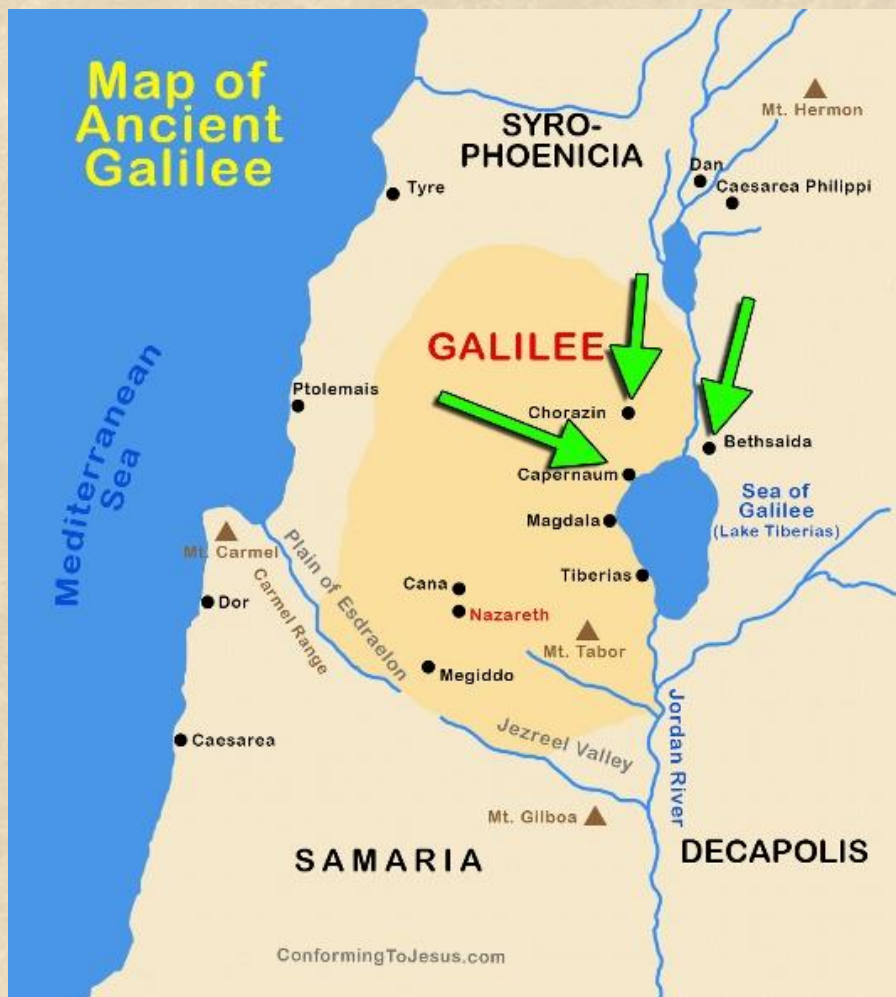 Map of
Ancient
Galilee
Mt. Hermon
SYRO-
PHOENICIA
Dan
Caesarea Philippi
Tyre
GALILEE
Ptolemais
Chorazin
Bethsaida
Capernaum
Mediterranean
Sea
Sea of
Galilee
(Lake Tiberias)
Magdala
Mt. Carmel
Plain of Esdraelon
Tiberias
Cana
Dor
Carmel Range
Nazareth
Mt. Tabor
Megiddo
Jordan River
Caesarea
Jezreel Valley
Mt. Gilboa
SAMARIA
DECAPOLIS
ConformingToJesus.com